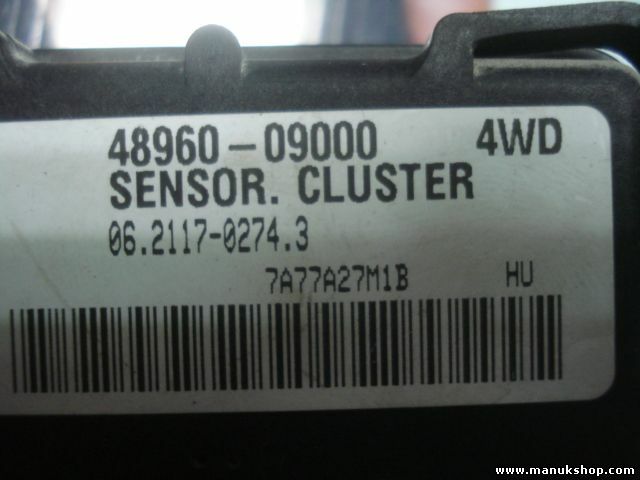 48960-09000 4WD
SENSOR. CLUSTER
06.2117-0274.3
7A77A27M1B HU
www.manukshop.com